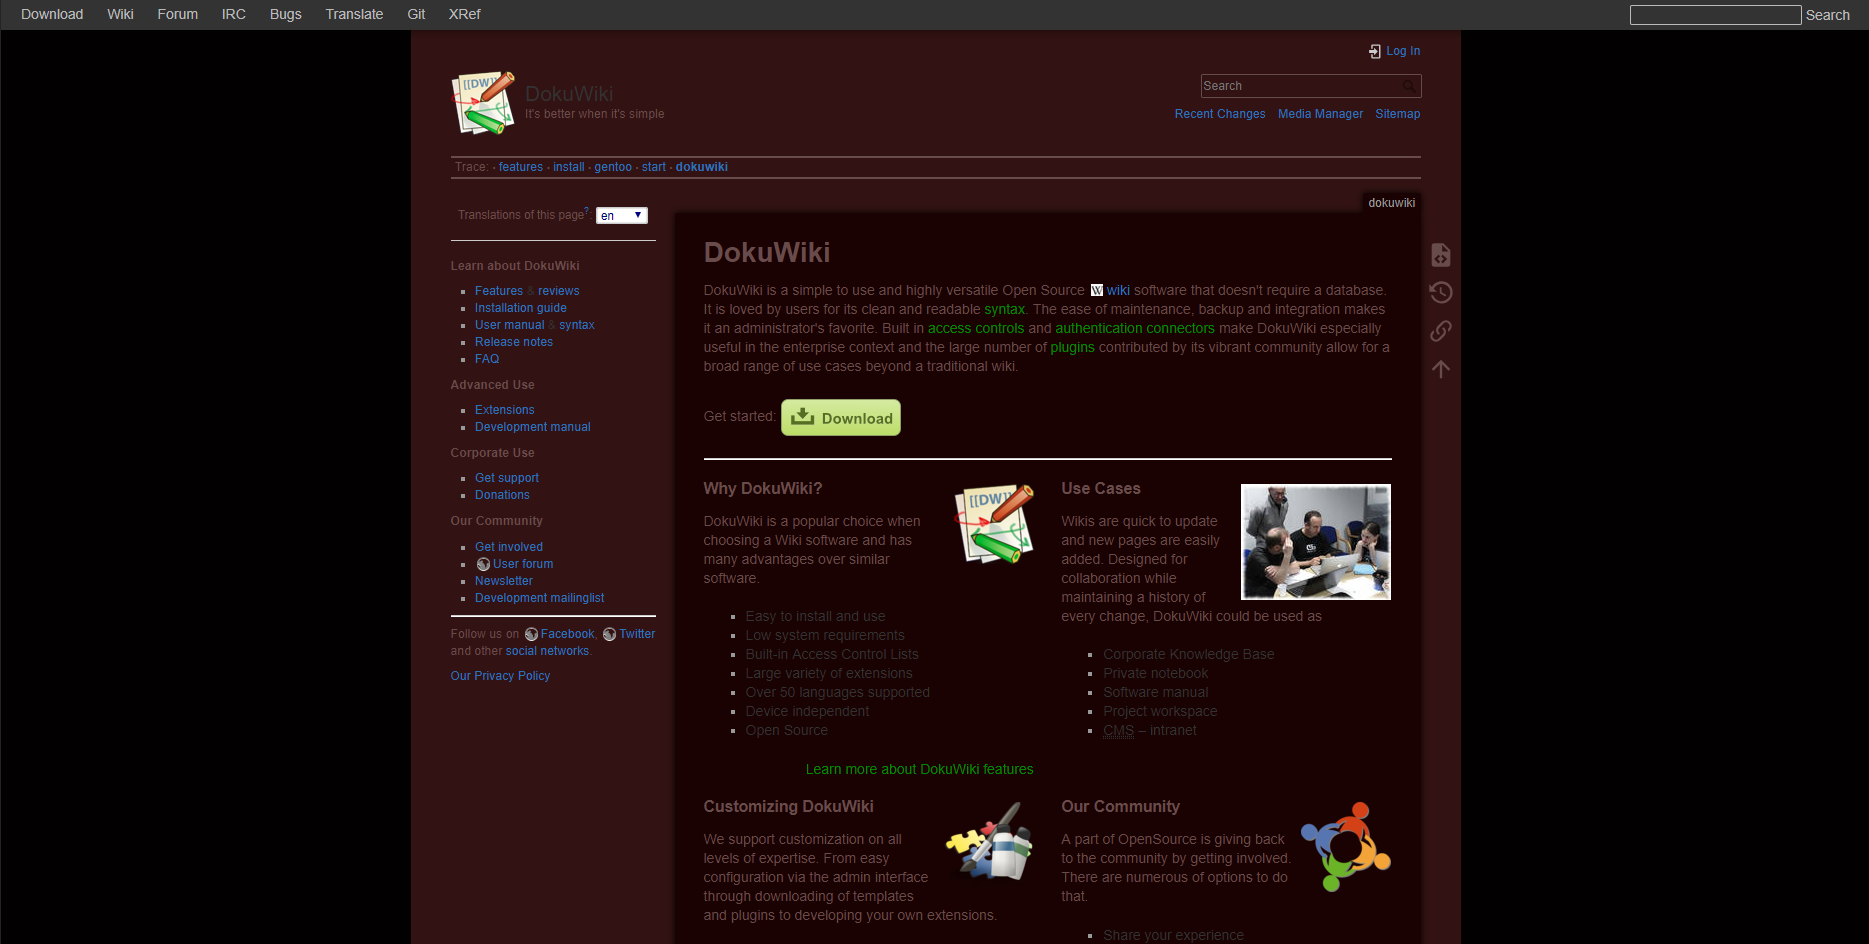 Download Wiki Forum IRC Bugs Translate Git XRef
Search
Log In
[[DW]]
DokuWiki
It's better when it's simple
Search
Recent Changes Media Manager Sitemap
Trace: • features • install • gentoo • start • dokuwiki
Translations of this page?: en
Learn about DokuWiki
Features & reviews
Installation guide
User manual & syntax
Release notes
FAQ
Advanced Use
Extensions
Development manual
Corporate Use
Get support
Donations
Our Community
Get involved
User forum
Newsletter
Development mailinglist
Follow us on Facebook, Twitter
and other social networks.
Our Privacy Policy
dokuwiki
DokuWiki
DokuWiki is a simple to use and highly versatile Open Source W wiki software that doesn't require a database.
It is loved by users for its clean and readable syntax. The ease of maintenance, backup and integration makes
it an administrator's favorite. Built in access controls and authentication connectors make DokuWiki especially
useful in the enterprise context and the large number of plugins contributed by its vibrant community allow for a
broad range of use cases beyond a traditional wiki.
Get started: Download
Why DokuWiki?
[[DW]]
DokuWiki is a popular choice when
choosing a Wiki software and has
many advantages over similar
software.
Easy to install and use
Low system requirements
Built-in Access Control Lists
Large variety of extensions
Over 50 languages supported
Device independent
Open Source
Learn more about DokuWiki features
Use Cases
Wikis are quick to update
and new pages are easily
added. Designed for
collaboration while
maintaining a history of
every change, DokuWiki could be used as
Corporate Knowledge Base
Private notebook
Software manual
Project workspace
CMS – intranet
Customizing DokuWiki
We support customization on all
levels of expertise. From easy
configuration via the admin interface
through downloading of templates
and plugins to developing your own extensions.
Our Community
A part of OpenSource is giving back
to the community by getting involved.
There are numerous of options to do
that.
Share your experience